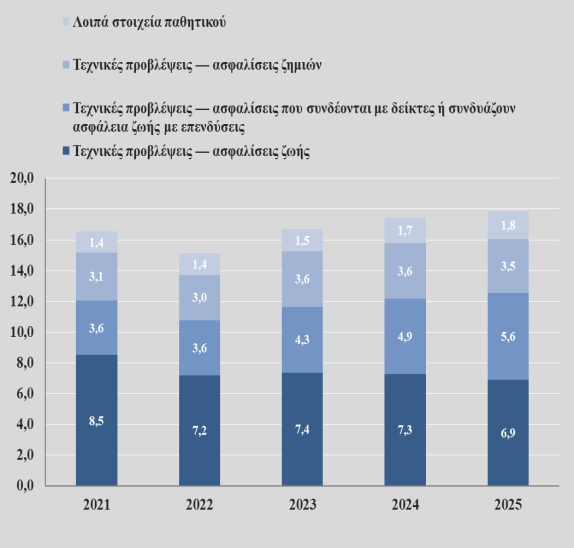 Λοιπά στοιχεία παθητικού
Τεχνικές προβλέψεις — ασφαλίσεις ζημιών
Τεχνικές προβλέψεις — ασφαλίσεις που συνδέονται με δείκτες ή συνδυάζουν
ασφάλεια ζωής με επενδύσεις
Τεχνικές προβλέψεις — ασφαλίσεις ζωής
20,0
18,0
16,0
14,0
12,0
10,0
8,0
6,0
4,0
2,0
0,0
1,4 1,4 1,5 1,7 1,8
3,1 3,0 3,6 3,6 3,5
3,6 3,6 4,3 4,9 5,6
8,5 7,2 7,4 7,3 6,9
2021 2022 2023 2024 2025